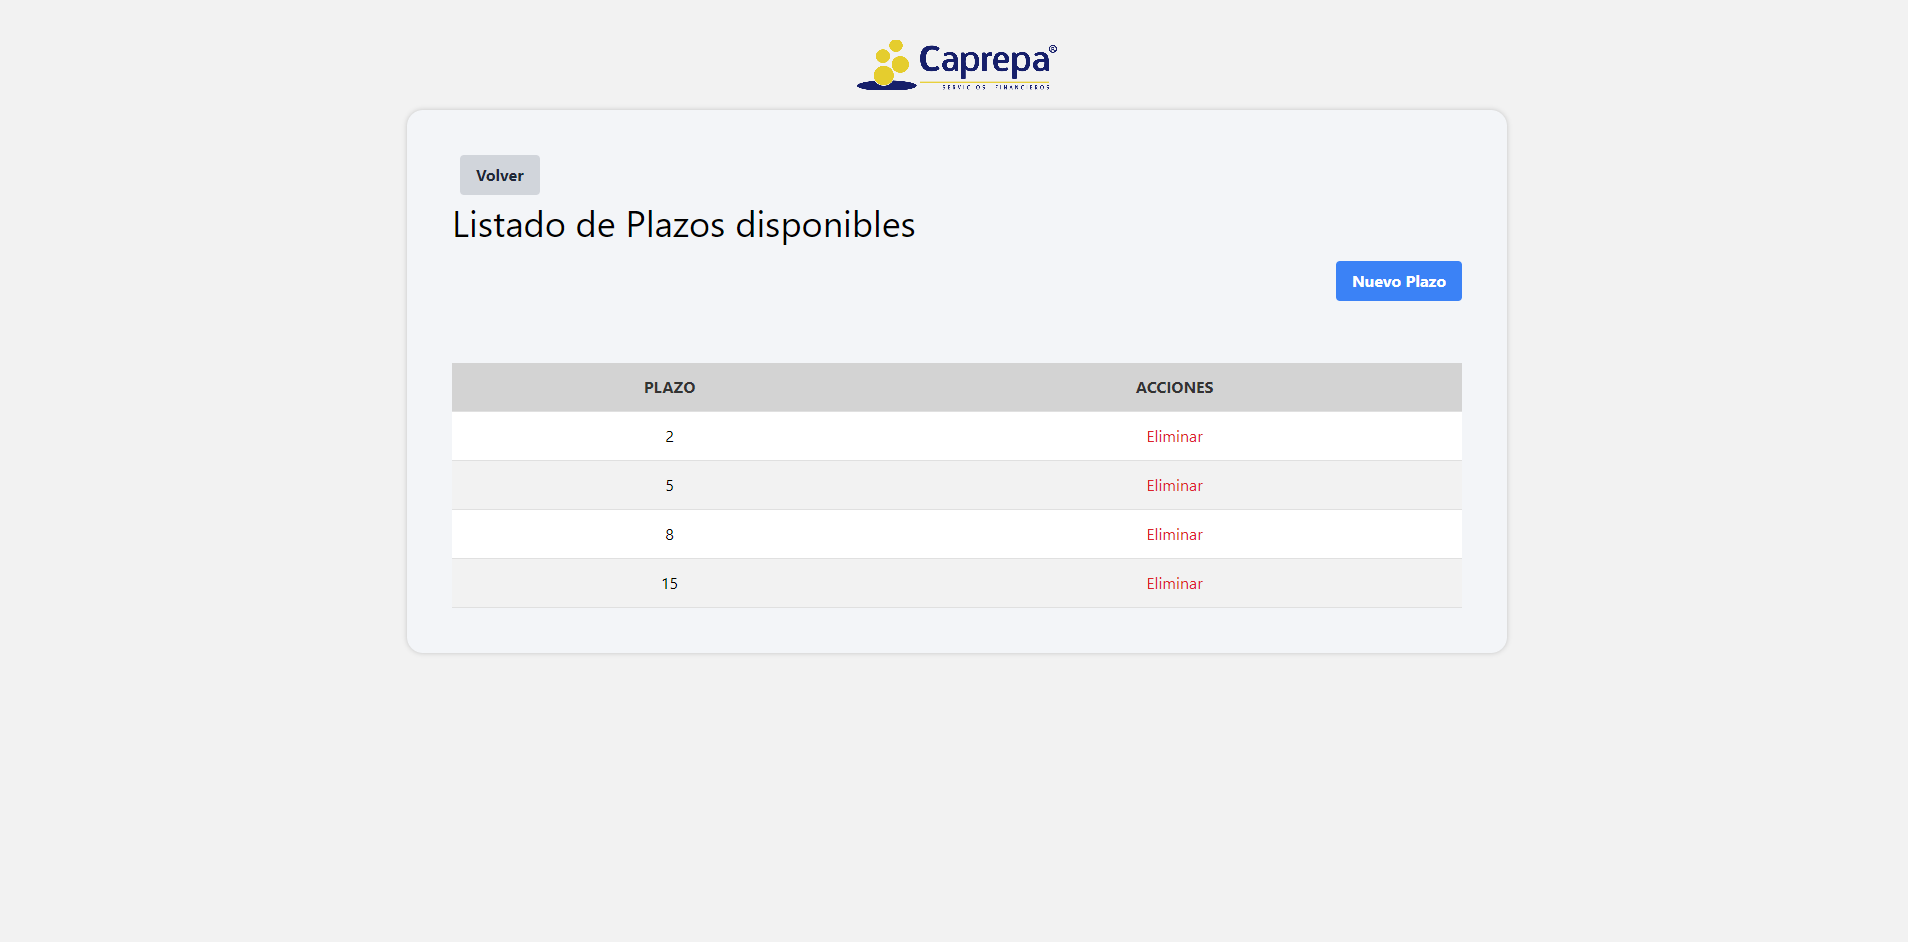 Caprepa®
SERVICIOS FINANCIEROS
Volver
Listado de Plazos disponibles
Nuevo Plazo
PLAZO ACCIONES
2 Eliminar
5 Eliminar
8 Eliminar
15 Eliminar